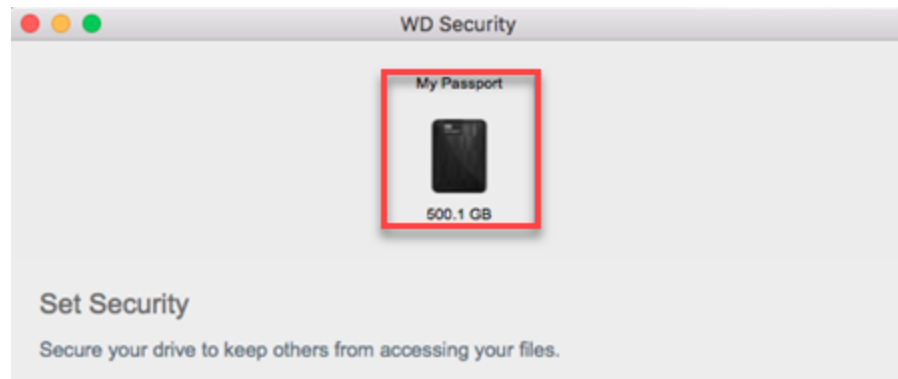 WD Security
My Passport
500.1 GB
Set Security
Secure your drive to keep others from accessing your files.